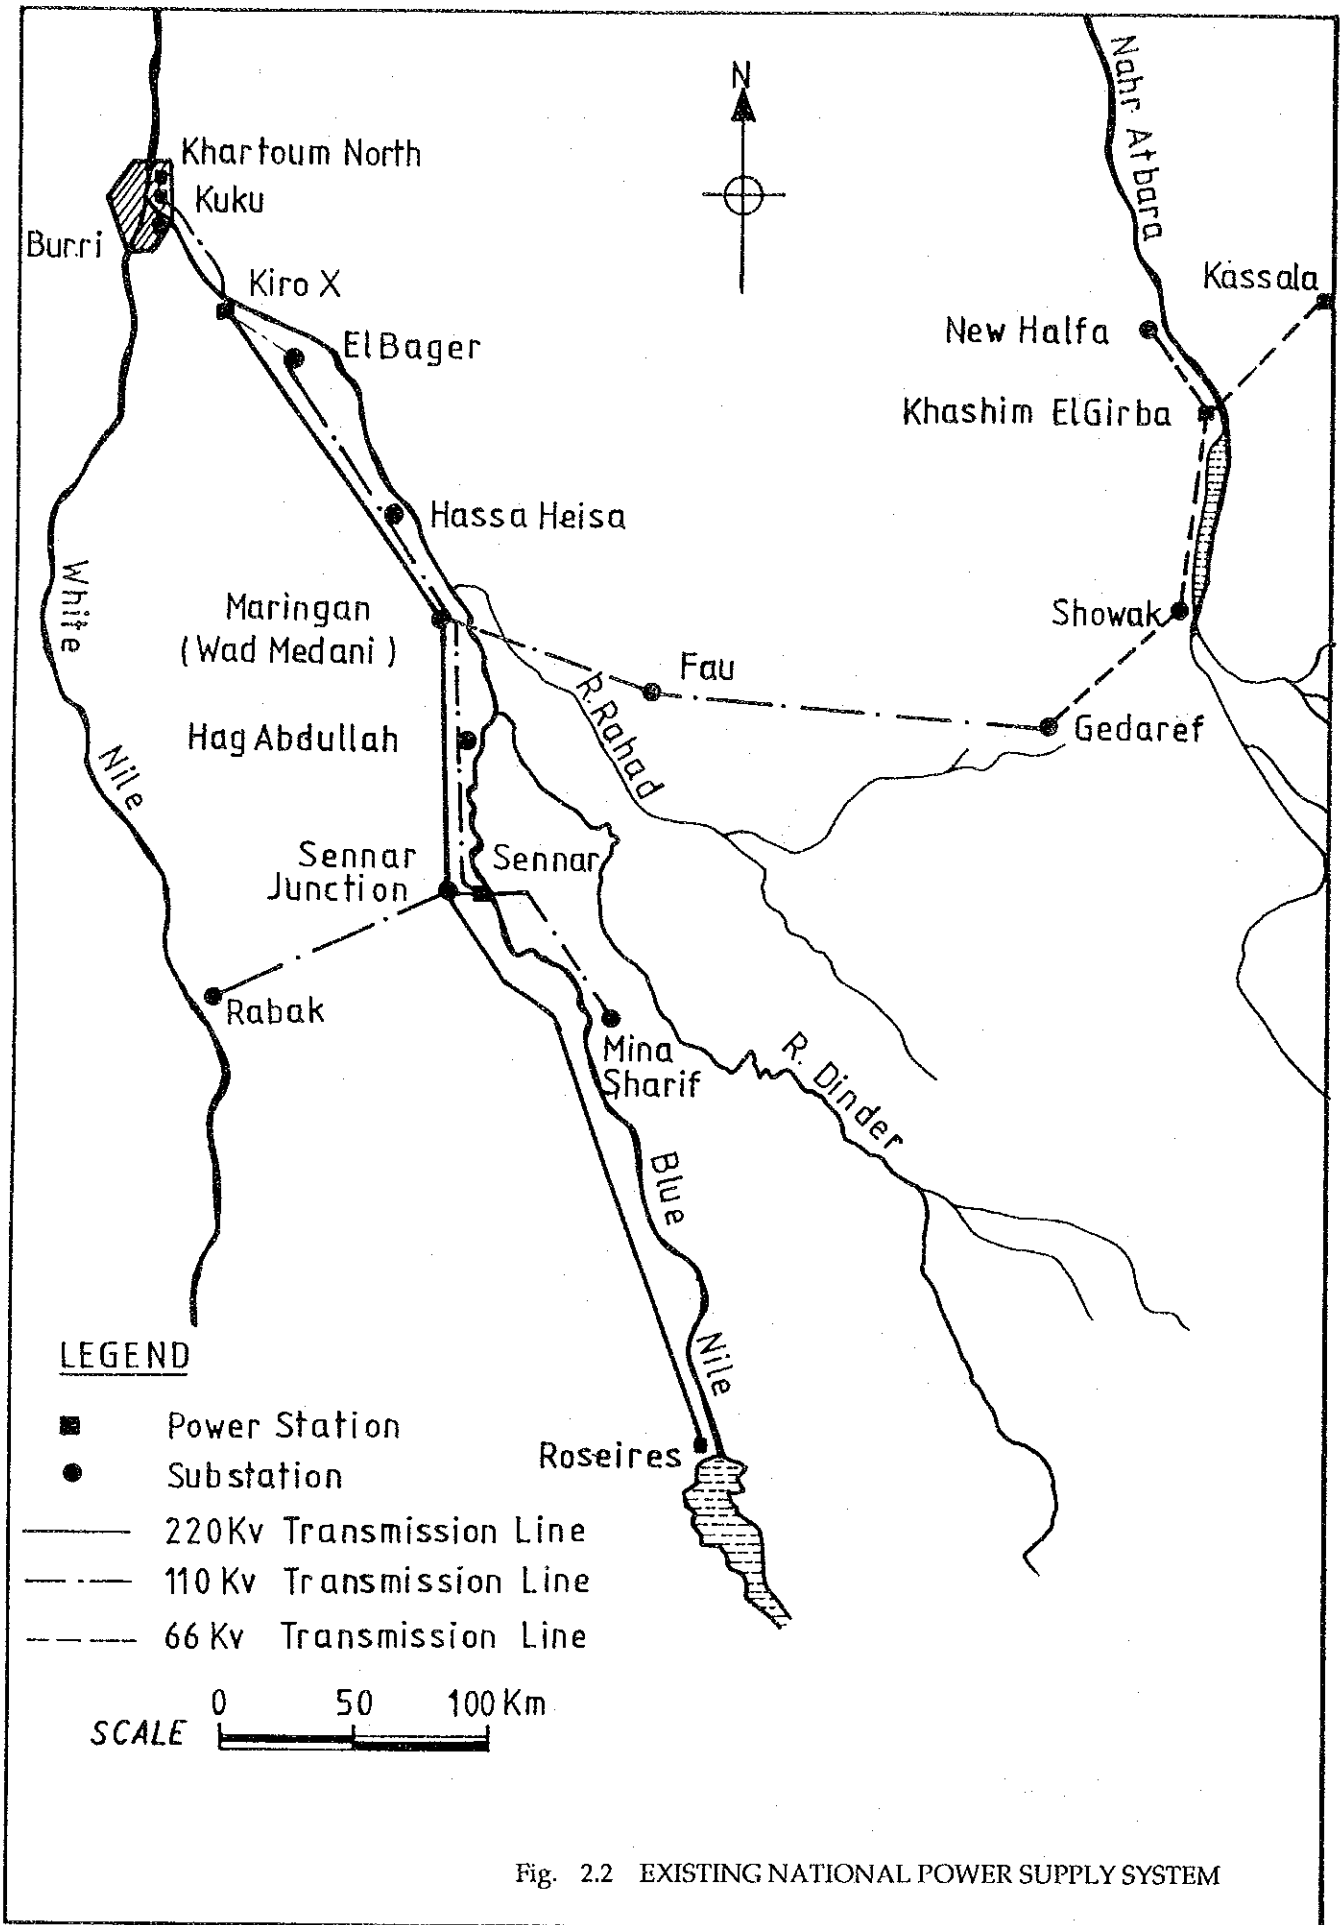 N
Nahr Atbara
Khartoum North
Kuku
Burri
Kiro X
El Bager
Kassala
New Halfa
Khashim ElGirba
Hassa Heisa
White
Nile
Maringan
(Wad Medani)
Showak
Fau
R. Rahad
Gedaref
Hag Abdullah
Sennar
Junction
Sennar
Rabak
Mina
Sharif
R. Dinder
Blue
Nile
Roseires
LEGEND
Power Station
Substation
220Kv Transmission Line
110 Kv Transmission Line
66 Kv Transmission Line
SCALE
0 50 100 Km
Fig. 2.2 EXISTING NATIONAL POWER SUPPLY SYSTEM